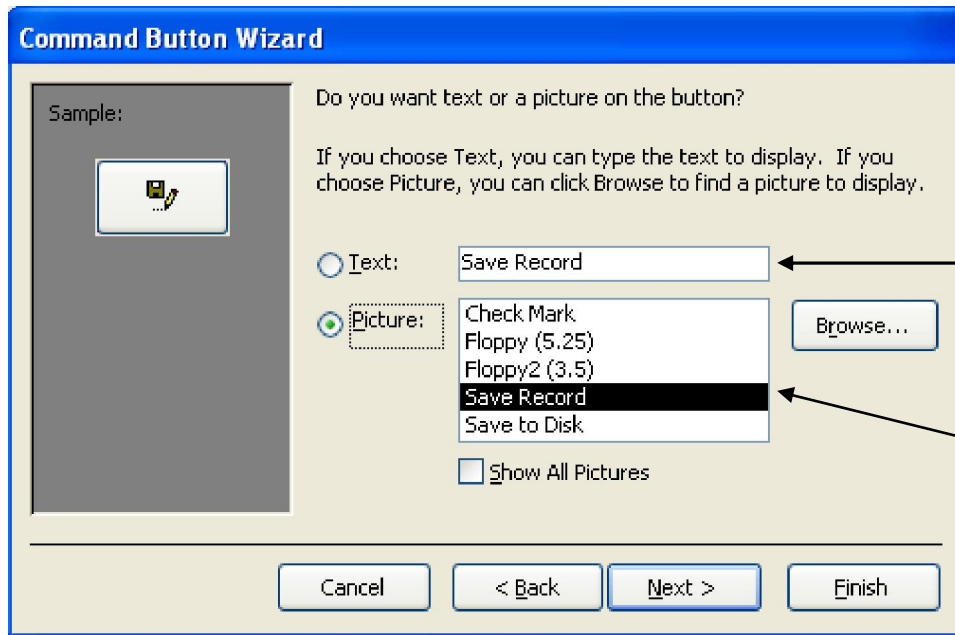 Command Button Wizard
Sample:
Do you want text or a picture on the button?
If you choose Text, you can type the text to display.  If you
choose Picture, you can click Browse to find a picture to display.
Text:
Save Record
Picture:
Check Mark
Floppy (5.25)
Floppy2 (3.5)
Save Record
Save to Disk
Browse...
Show All Pictures
Cancel
< Back
Next >
Finish